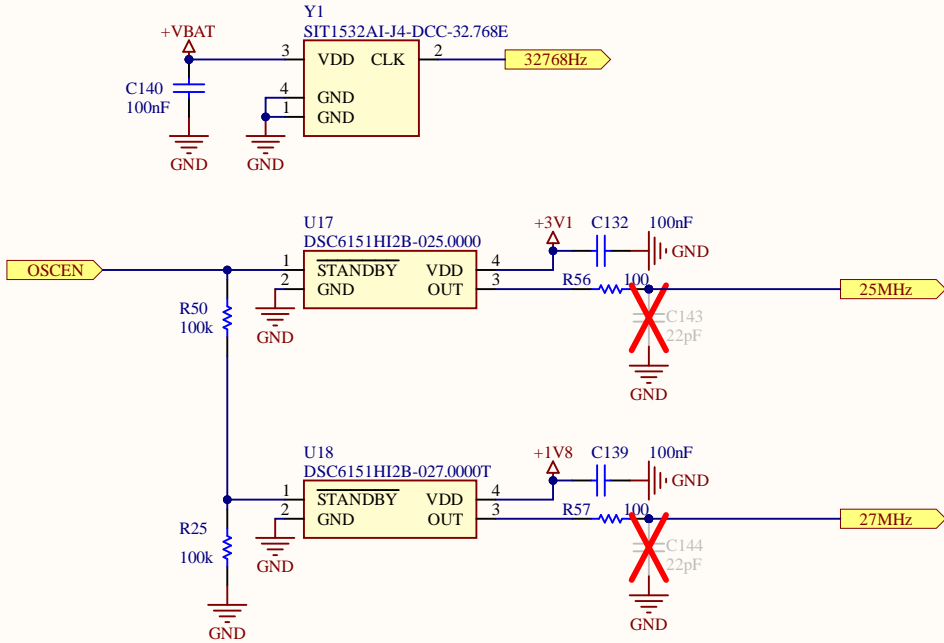 Y1
SIT1532AI-J4-DCC-32.768E
+VBAT
3 VDD CLK 2
32768Hz
C140
100nF
4 GND
1 GND
GND
GND
U17
DSC6151HI2B-025.0000
+3V1
C132
100nF
GND
OSCEN
1 STANDBY VDD 4
2 GND OUT 3
R56
100
25MHz
R50
100k
GND
C143
22pF
GND
U18
DSC6151HI2B-027.0000T
+1V8
C139
100nF
GND
1 STANDBY VDD 4
2 GND OUT 3
R57
100
27MHz
R25
100k
GND
C144
22pF
GND
GND